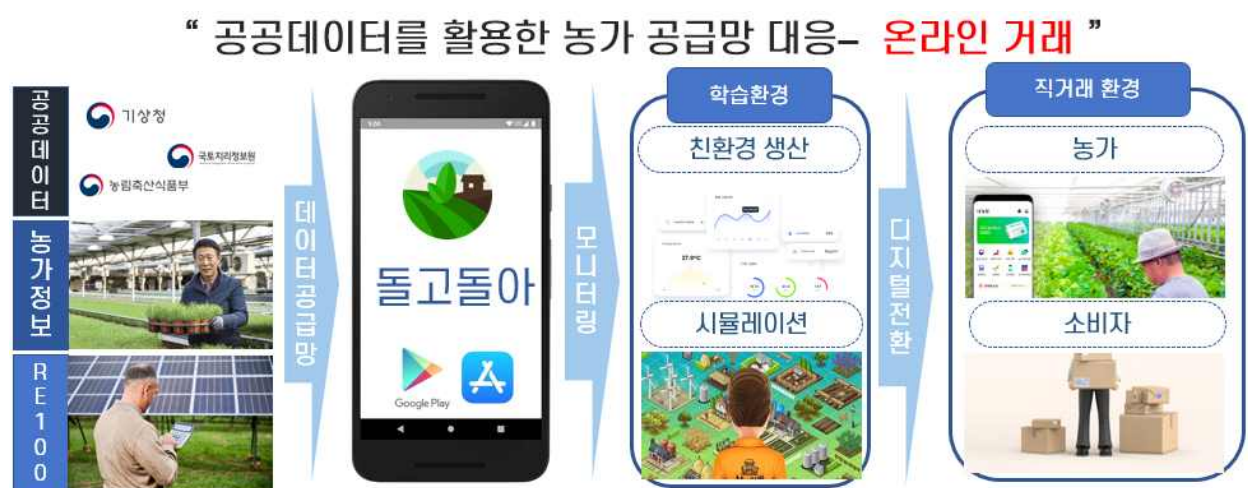 “ 공공데이터를 활용한 농가 공급망 대응– 온라인 거래 ”
공공데이터
기상청
국토지리정보원
농림축산식품부
농가정보
RE100
데이터공급망
돌고돌아
Google Play
모니터링
학습환경
친환경 생산
27.9°C
시뮬레이션
디지털전환
직거래 환경
농가
소비자